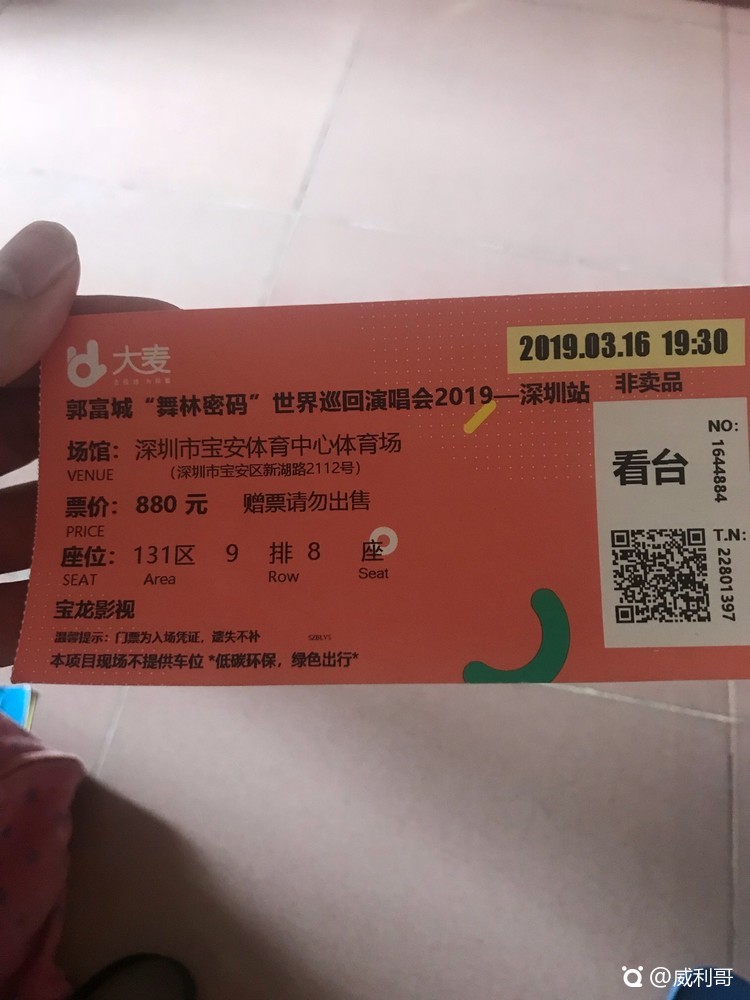 大麦
2019.03.16 19:30
郭富城“舞林密码”世界巡回演唱会2019—深圳站
非卖品
场馆：深圳市宝安体育中心体育场
VENUE
（深圳市宝安区新湖路2112号）
票价：880 元 赠票请勿出售
PRICE
座位：131区 9 排 8 座
SEAT Area Row Seat
宝龙影视
温馨提示：门票为入场凭证，遗失不补
本项目现场不提供车位 *低碳环保，绿色出行*
看台
NO：
1644884
T.N：
22801397
@威利哥